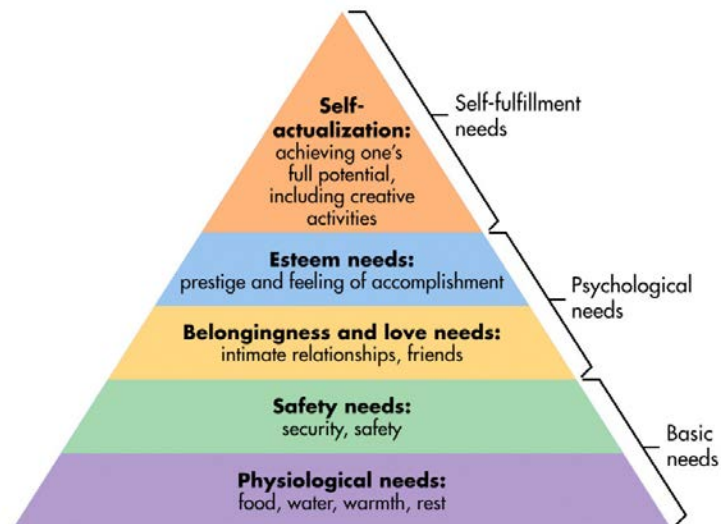 Self-
actualization:
achieving one's
full potential,
including creative
activities
Self-fulfillment
needs
Esteem needs:
prestige and feeling of accomplishment
Psychological
needs
Belongingness and love needs:
intimate relationships, friends
Safety needs:
security, safety
Basic
needs
Physiological needs:
food, water, warmth, rest